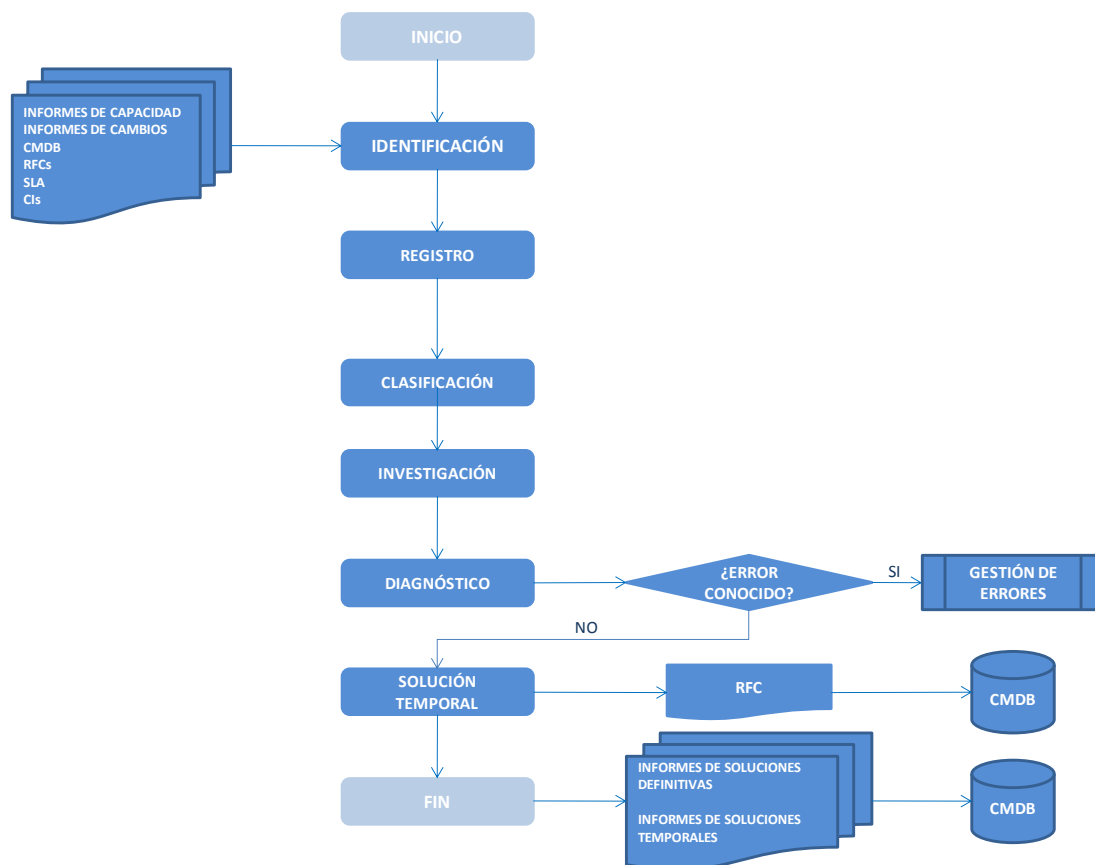 INICIO
INFORMES DE CAPACIDAD
INFORMES DE CAMBIOS
CMDB
RFCs
SLA
CIs
IDENTIFICACIÓN
REGISTRO
CLASIFICACIÓN
INVESTIGACIÓN
DIAGNÓSTICO
¿ERROR
CONOCIDO?
SI
GESTIÓN DE
ERRORES
NO
SOLUCIÓN
TEMPORAL
RFC
CMDB
FIN
INFORMES DE SOLUCIONES
DEFINITIVAS
INFORMES DE SOLUCIONES
TEMPORALES
CMDB